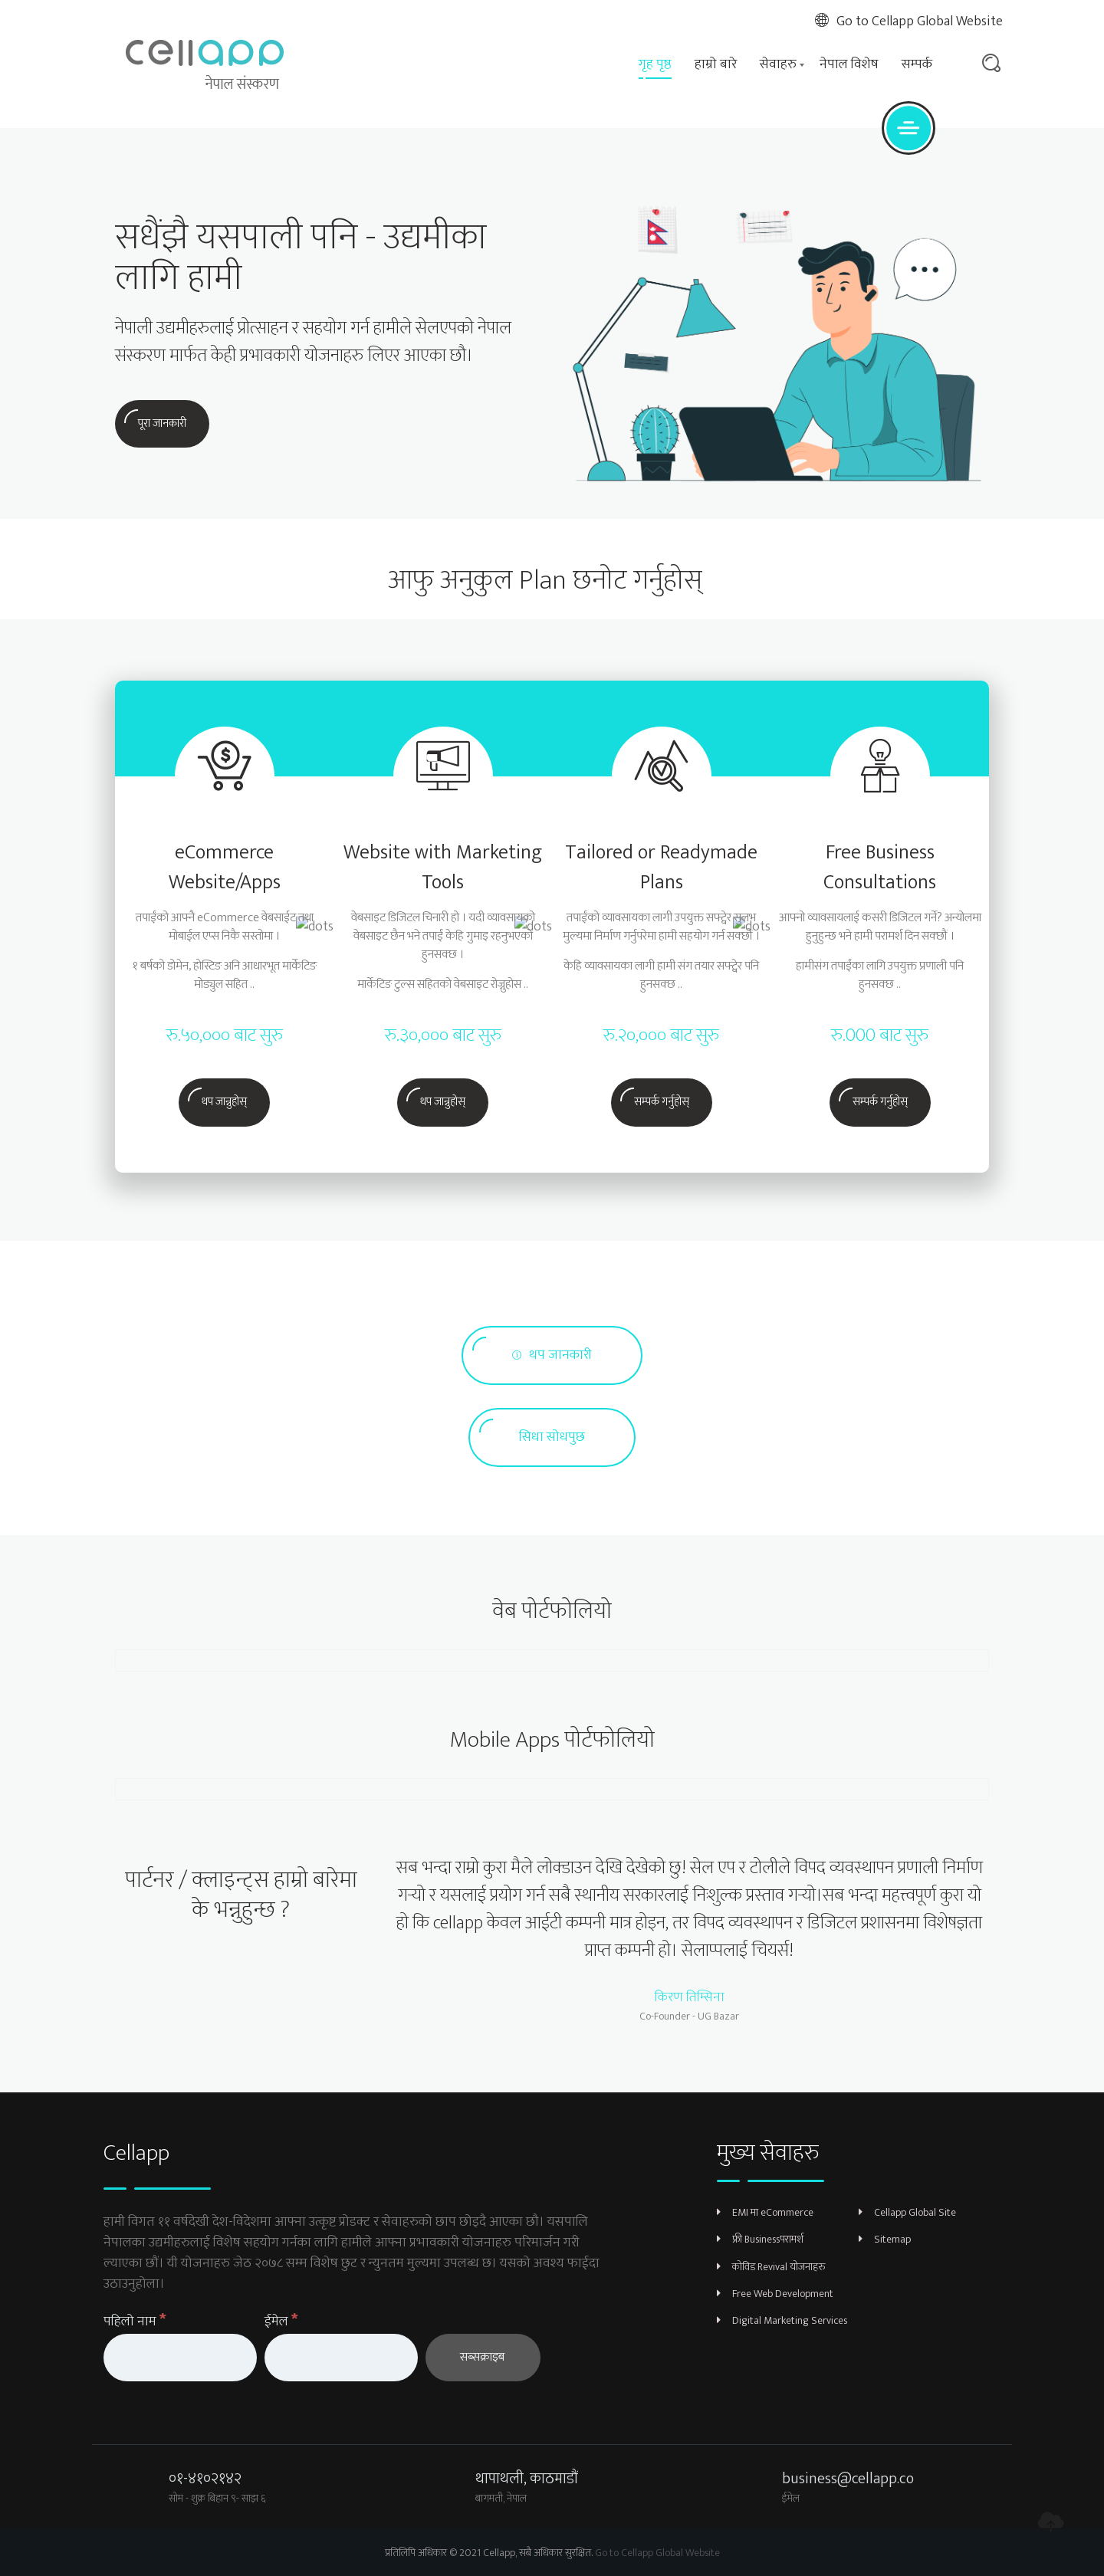 Go to Cellapp Global Website
cellapp
नेपाल संस्करण
गृह पृष्ठ
हाम्रो बारे
सेवाहरु
नेपाल विशेष
सम्पर्क
सधैंझै यसपाली पनि - उद्यमीका
लागि हामी
नेपाली उद्यमीहरुलाई प्रोत्साहन र सहयोग गर्न हामीले सेलएपको नेपाल
संस्करण मार्फत केही प्रभावकारी योजनाहरु लिएर आएका छौ।
पूरा जानकारी
आफु अनुकुल Plan छनोट गर्नुहोस्
eCommerce
Website/Apps
तपाईको आफ्नै eCommerce वेबसाईट तथा
मोबाईल एप्स निकै सस्तोमा ।
१ बर्षको डोमेन, होस्टिङ अनि आधारभूत मार्केटिङ
मोड्युल सहित ..
dots
रु.५०,००० बाट सुरु
थप जान्नुहोस्
Website with Marketing
Tools
वेबसाइट डिजिटल चिनारी हो । यदी व्यावसायको
वेबसाइट छैन भने तपाई केहि गुमाइ रहनुभएको
हुनसक्छ ।
मार्केटिङ टुल्स सहितको वेबसाइट रोज्नुहोस ..
dots
रु.३०,००० बाट सुरु
थप जान्नुहोस्
Tailored or Readymade
Plans
तपाईको व्यावसायका लागी उपयुक्त सफ्ट्वेर सुलभ
मुल्यमा निर्माण गर्नुपरेमा हामी सहयोग गर्न सक्छौं ।
केहि व्यावसायका लागी हामी संग तयार सफ्ट्वेर पनि
हुनसक्छ ..
dots
रु.२०,००० बाट सुरु
सम्पर्क गर्नुहोस्
Free Business
Consultations
आफ्नो व्यावसायलाई कसरी डिजिटल गर्ने? अन्योलमा
हुनुहुन्छ भने हामी परामर्श दिन सक्छौं ।
हामीसंग तपाईका लागि उपयुक्त प्रणाली पनि
हुनसक्छ ..
रु.000 बाट सुरु
सम्पर्क गर्नुहोस्
थप जानकारी
सिधा सोधपुछ
वेब पोर्टफोलियो
Mobile Apps पोर्टफोलियो
पार्टनर / क्लाइन्ट्स हाम्रो बारेमा
के भन्नुहुन्छ ?
सब भन्दा राम्रो कुरा मैले लोक्डाउन देखि देखेको छु! सेल एप र टोलीले विपद व्यवस्थापन प्रणाली निर्माण
गर्‍यो र यसलाई प्रयोग गर्न सबै स्थानीय सरकारलाई निःशुल्क प्रस्ताव गर्‍यो।सब भन्दा महत्त्वपूर्ण कुरा यो
हो कि cellapp केवल आईटी कम्पनी मात्र होइन, तर विपद व्यवस्थापन र डिजिटल प्रशासनमा विशेषज्ञता
प्राप्त कम्पनी हो। सेलाप्पलाई चियर्स!
किरण तिम्सिना
Co-Founder - UG Bazar
Cellapp
हामी विगत ११ वर्षदेखी देश-विदेशमा आफ्ना उत्कृष्ट प्रोडक्ट र सेवाहरुको छाप छोड्दै आएका छौ। यसपालि
नेपालका उद्यमीहरुलाई विशेष सहयोग गर्नका लागि हामीले आफ्ना प्रभावकारी योजनाहरु परिमार्जन गरी
ल्याएका छौं। यी योजनाहरु जेठ २०७८ सम्म विशेष छुट र न्युनतम मुल्यमा उपलब्ध छ। यसको अवश्य फाईदा
उठाउनुहोला।
पहिलो नाम *
ईमेल *
सब्सक्राइब
मुख्य सेवाहरु
EMI मा eCommerce
फ्री Businessपरामर्श
कोविड Revival योजनाहरु
Free Web Development
Digital Marketing Services
Cellapp Global Site
Sitemap
०१-४१०२१४२
सोम - शुक्र बिहान ९- साझ ६
थापाथली, काठमाडौं
बागमती, नेपाल
business@cellapp.co
ईमेल
प्रतिलिपि अधिकार © 2021 Cellapp, सबै अधिकार सुरक्षित. Go to Cellapp Global Website